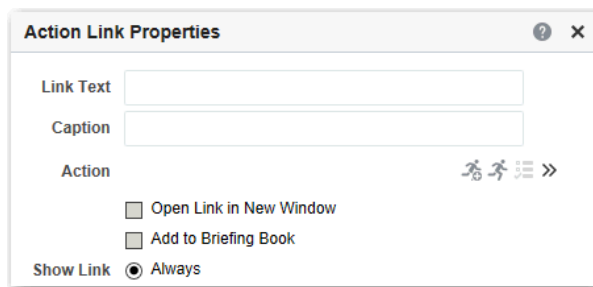 Action Link Properties
Link Text
Caption
Action
Open Link in New Window
Add to Briefing Book
Show Link Always